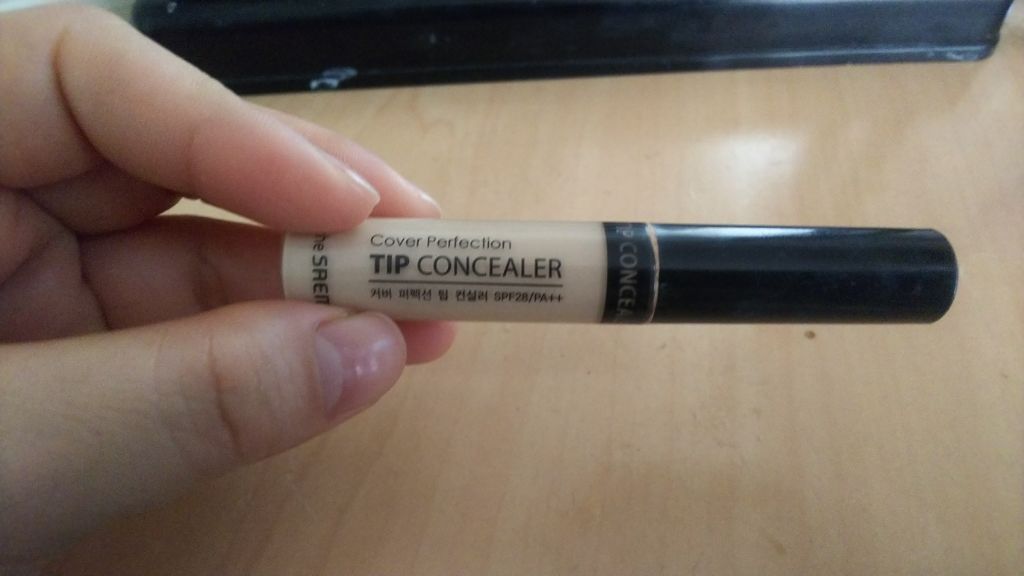 Cover Perfection
TIP CONCEALER
커버 퍼펙션 팁 컨실러 SPF28/PA++